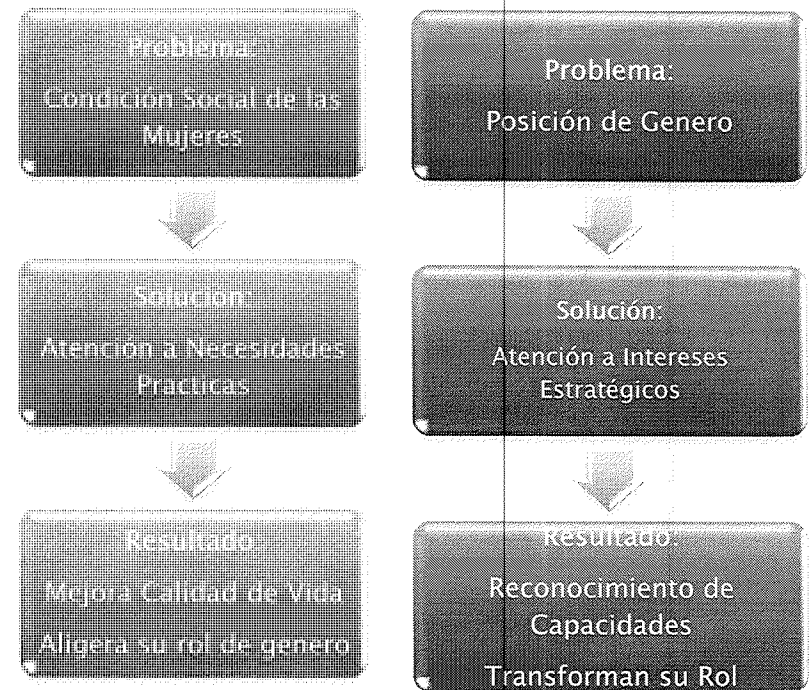 Problema:
Condición Social de las
Mujeres
Solución:
Atención a Necesidades
Practicas
Resultado:
Mejora Calidad de Vida
Aligera su rol de genero
Problema:
Posición de Genero
Solución:
Atención a Intereses
Estratégicos
Resultado:
Reconocimiento de
Capacidades
Transforman su Rol